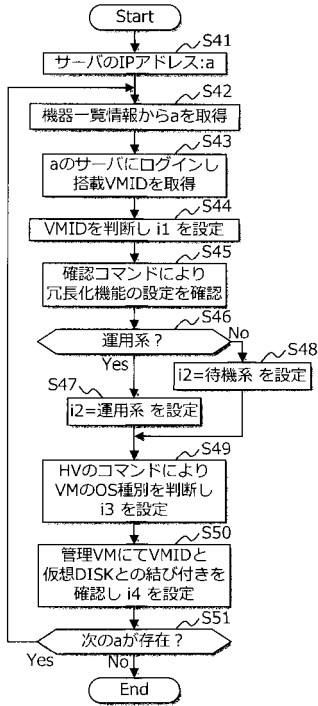 Start
S41
サーバのIPアドレス:a
S42
機器一覧情報からaを取得
S43
aのサーバにログインし
搭載VMIDを取得
S44
VMIDを判断し i1 を設定
S45
確認コマンドにより
冗長化機能の設定を確認
S46
運用系？
No
Yes
S48
i2=待機系 を設定
S47
i2=運用系 を設定
S49
HVのコマンドにより
VMのOS種別を判断し
i3 を設定
S50
管理VMにてVMIDと
仮想DISKとの結び付きを
確認し i4 を設定
S51
次のaが存在？
Yes
No
End